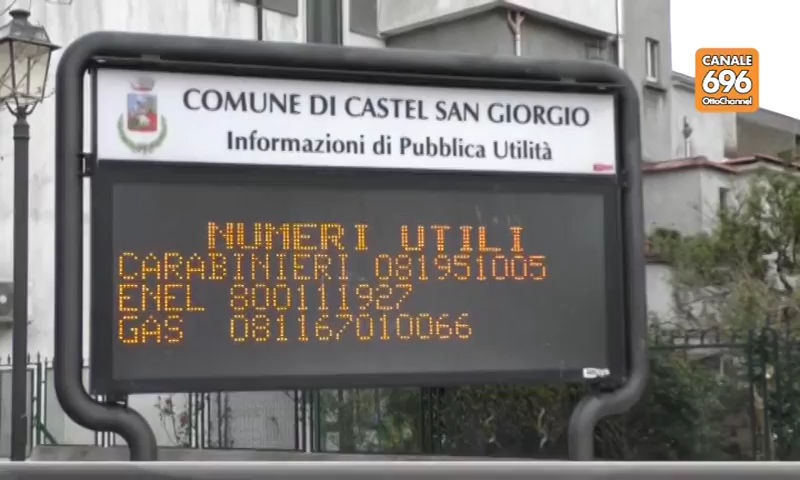 CANALE
696
OttoChannel
COMUNE DI CASTEL SAN GIORGIO
Informazioni di Pubblica Utilità
NUMERI UTILI
CARABINIERI 081951005
ENEL 800111927
GAS 081167010066